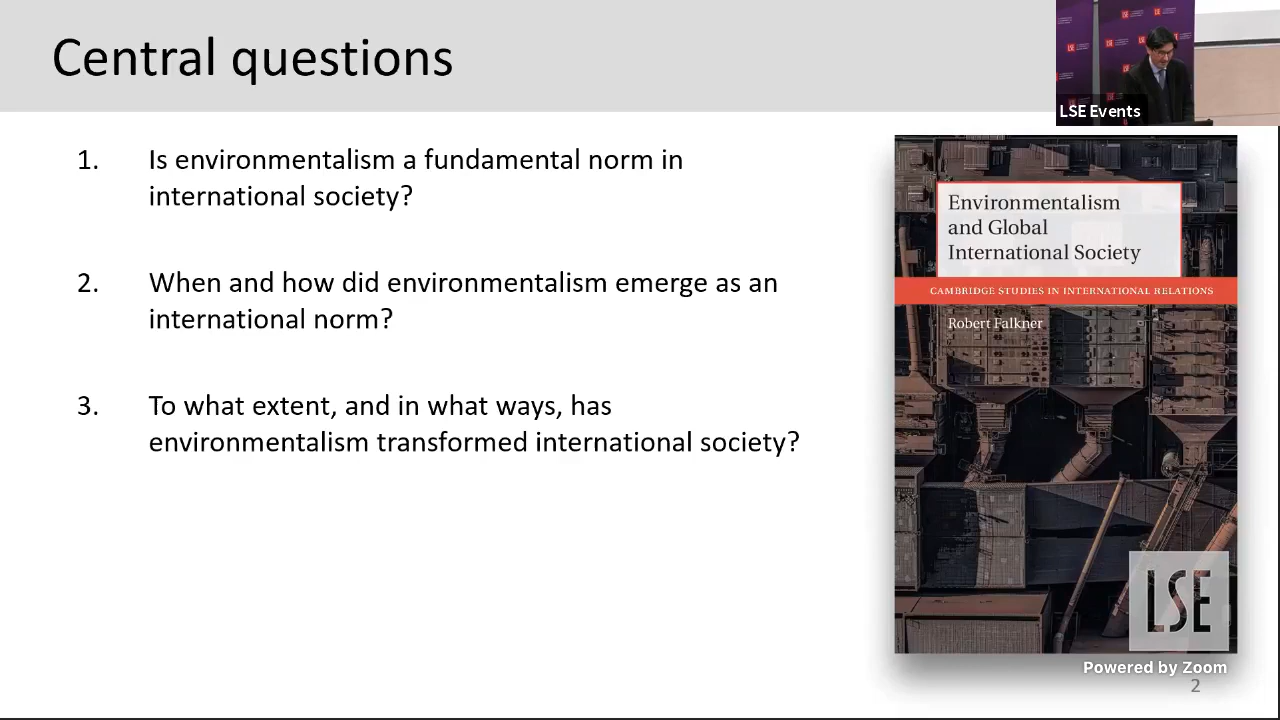 Central questions
LSE Events
1. Is environmentalism a fundamental norm in
international society?
2. When and how did environmentalism emerge as an
international norm?
3. To what extent, and in what ways, has
environmentalism transformed international society?
Environmentalism
and Global
International Society
CAMBRIDGE STUDIES IN INTERNATIONAL RELATIONS
Robert Falkner
LSE
Powered by Zoom
2